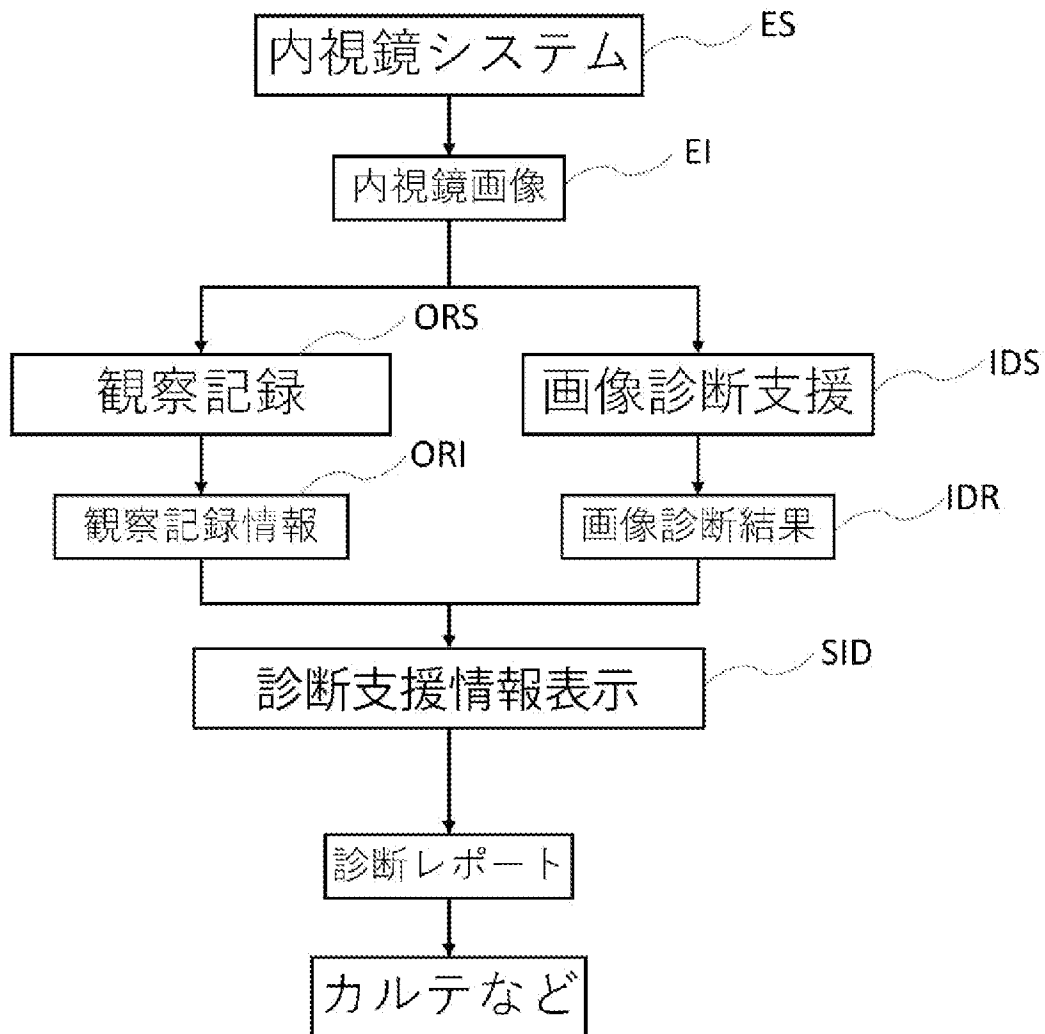 内視鏡システム
ES
内視鏡画像
EI
ORS
観察記録
画像診断支援
IDS
ORI
観察記録情報
画像診断結果
IDR
診断支援情報表示
SID
診断レポート
カルテなど